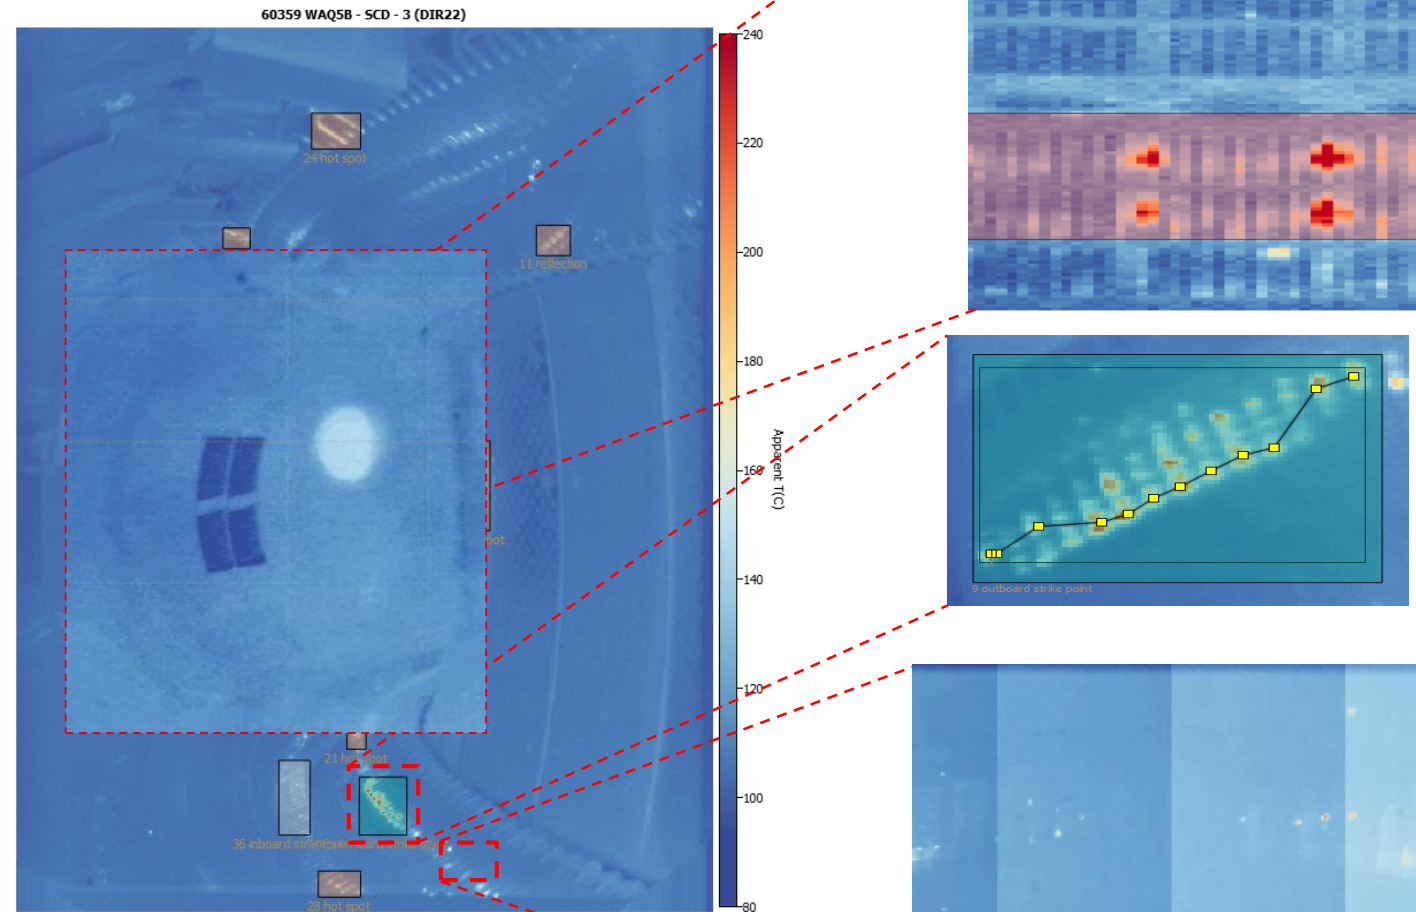 60359 WAQ5B - SCD - 3 (DIR22)
240
24 hot spot
220
11 reflection
200
180
Apparent T(C)
160
140
9 outboard strike point
120
21 hot spot
100
36 inboard
28 hot spot
80